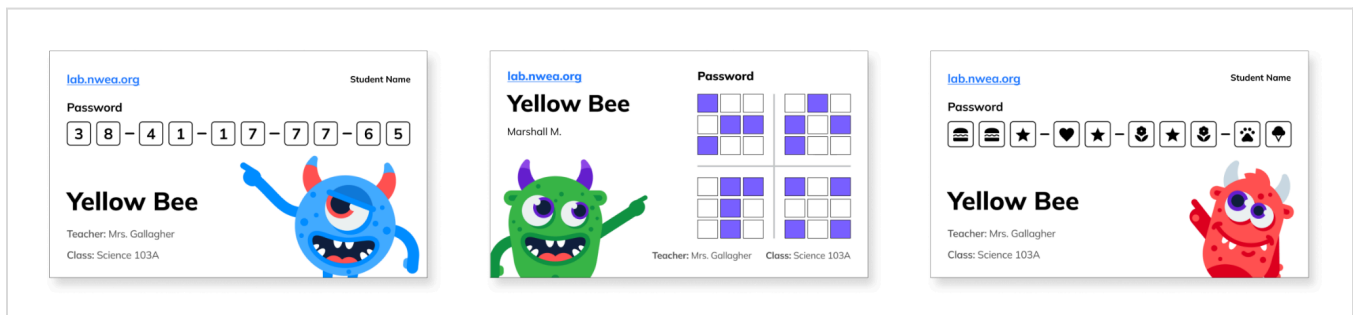 lab.nwea.org
Student Name
Password
3 8 - 4 1 - 1 7 - 7 7 - 6 5
Yellow Bee
Teacher: Mrs. Gallagher
Class: Science 103A
lab.nwea.org
Password
Yellow Bee
Marshall M.
Teacher: Mrs. Gallagher Class: Science 103A
lab.nwea.org
Student Name
Password
Yellow Bee
Teacher: Mrs. Gallagher
Class: Science 103A